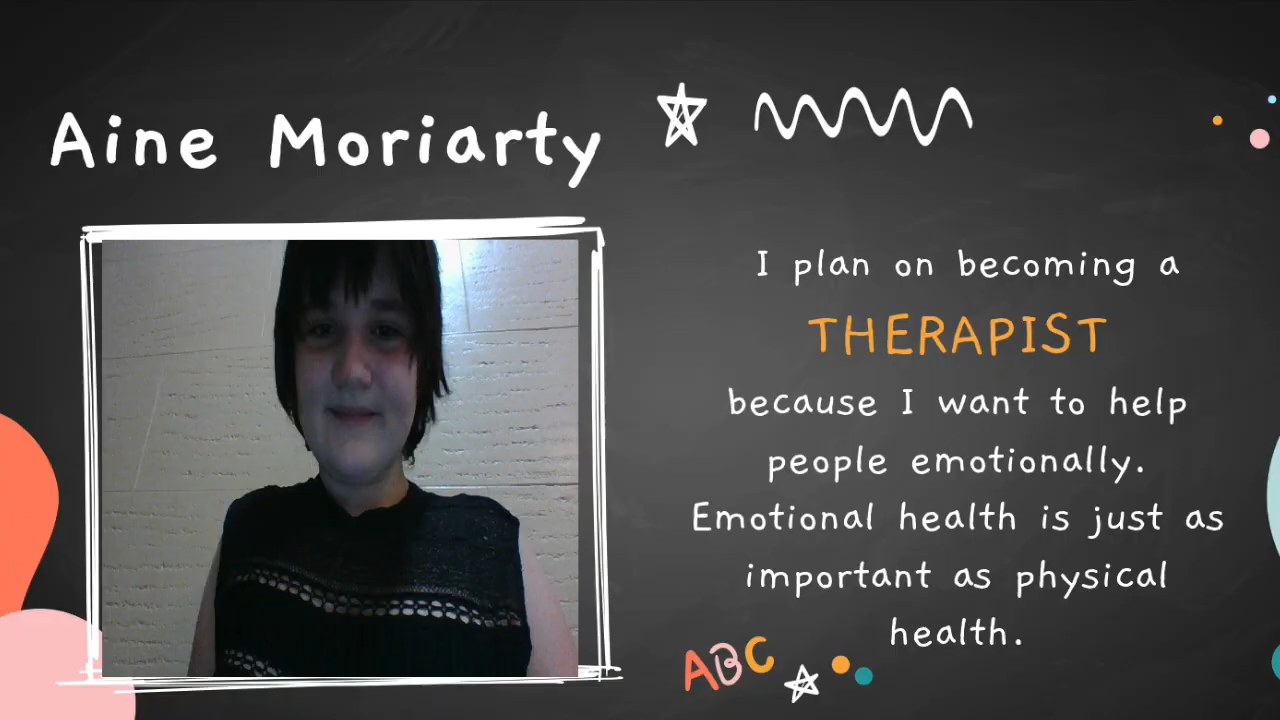 Aine Moriarty
I plan on becoming a
THERAPIST
because I want to help
people emotionally.
Emotional health is just as
important as physical
health.
ABC